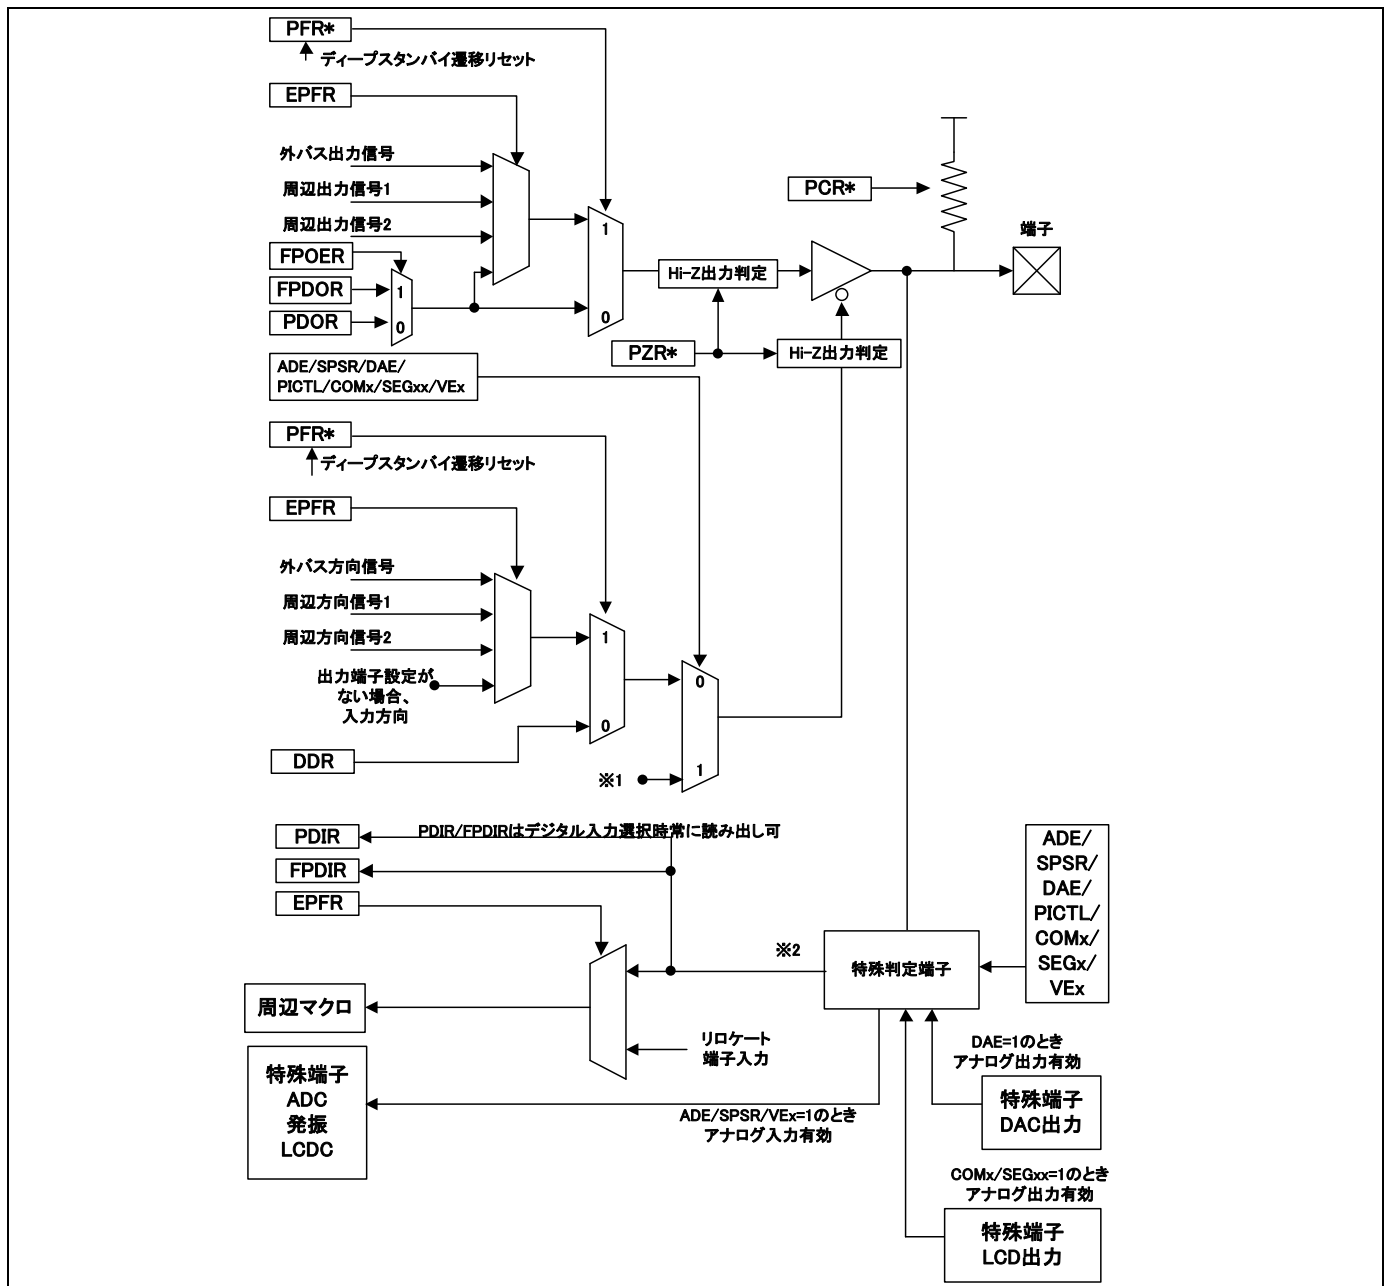 PFR*
ディープスタンバイ遷移リセット
EPFR
外バス出力信号
周辺出力信号1
周辺出力信号2
FPOER
FPDOR
PDOR
1
0
1
0
PCR*
端子
Hi-Z出力判定
PZR*
Hi-Z出力判定
ADE/SPSR/DAE/
PICTL/COMx/SEGxx/VEx
PFR*
ディープスタンバイ遷移リセット
EPFR
外バス方向信号
周辺方向信号1
周辺方向信号2
出力端子設定が
ない場合、
入力方向
DDR
1
0
0
1
※1
PDIR
PDIR/FPDIRはデジタル入力選択時常に読み出し可
FPDIR
EPFR
※2
特殊判定端子
ADE/
SPSR/
DAE/
PICTL/
COMx/
SEGx/
VEx
周辺マクロ
リロケート
端子入力
特殊端子
ADC
発振
LCDC
ADE/SPSR/VEx=1のとき
アナログ入力有効
DAE=1のとき
アナログ出力有効
特殊端子
DAC出力
COMx/SEGxx=1のとき
アナログ出力有効
特殊端子
LCD出力